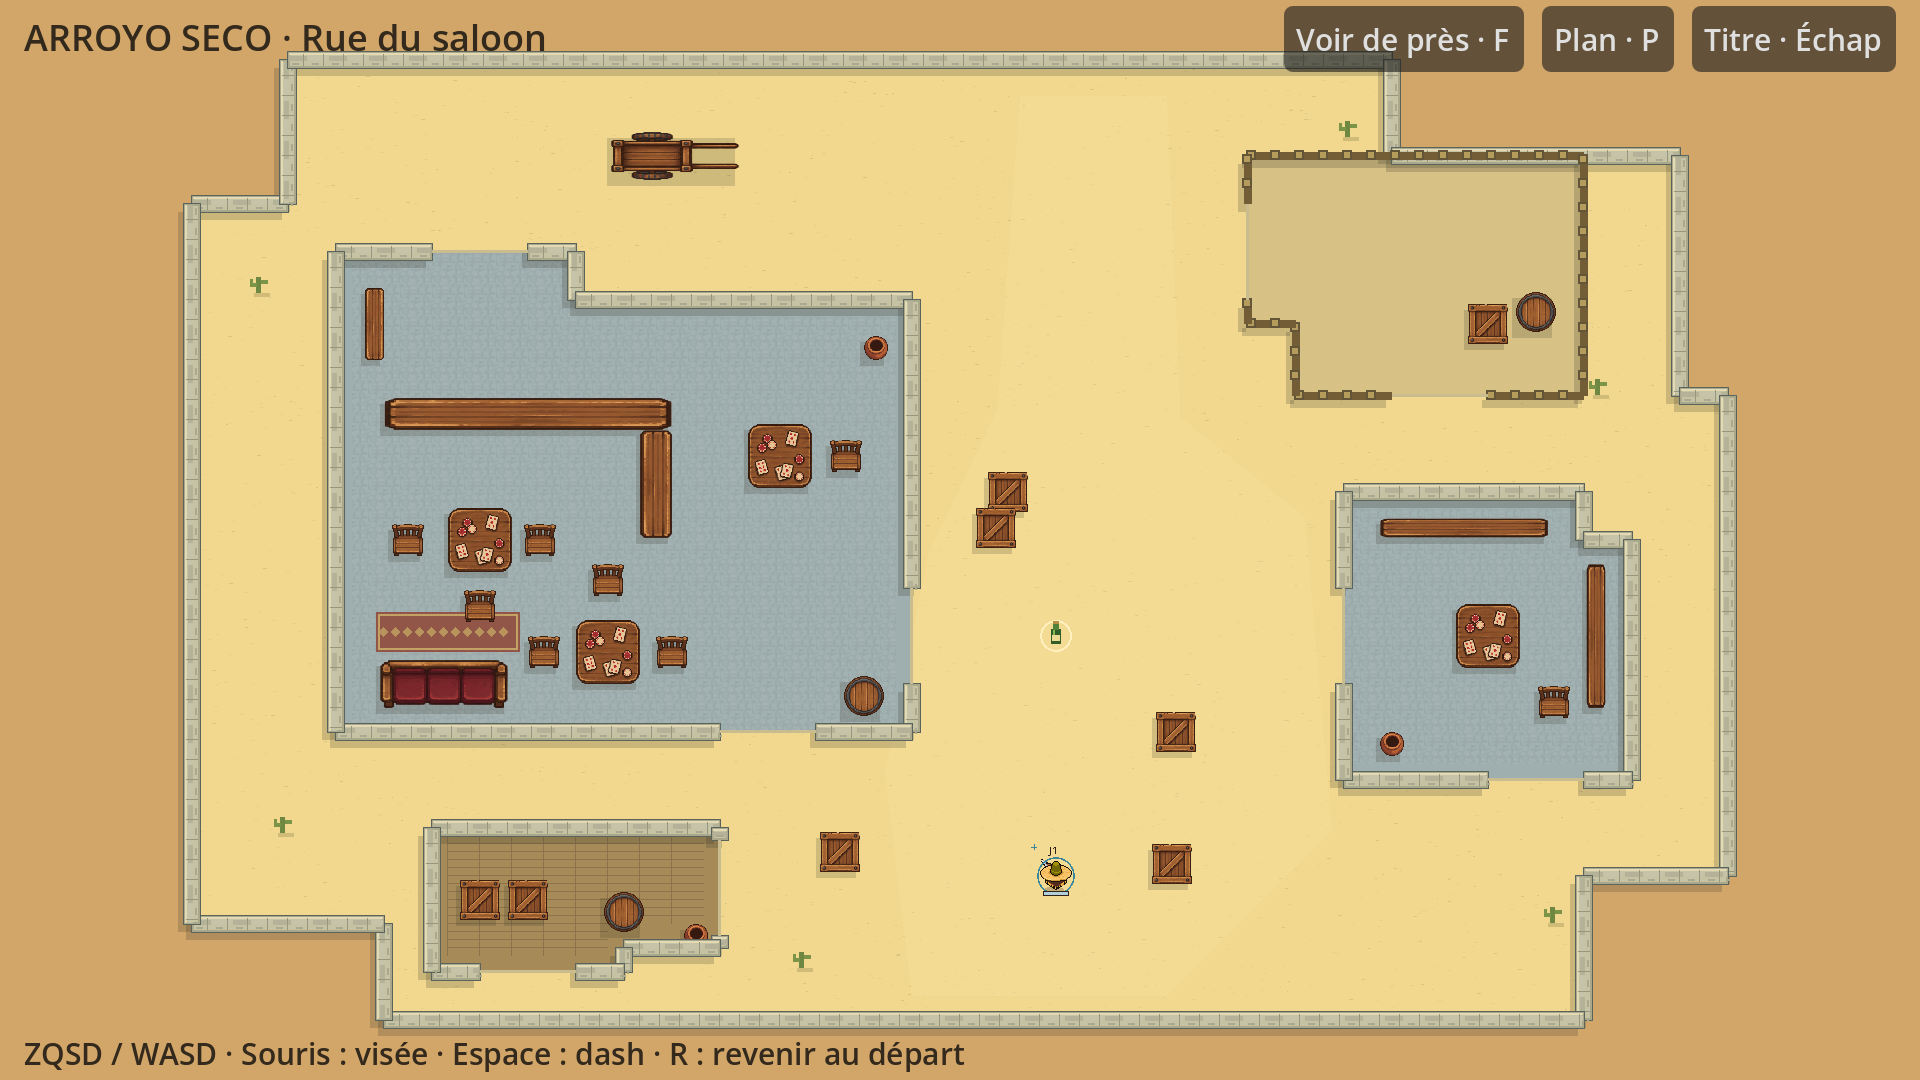 ARROYO SECO · Rue du saloon
Voir de près · F
Plan · P
Titre · Échap
J1
ZQSD / WASD · Souris : visée · Espace : dash · R : revenir au départ